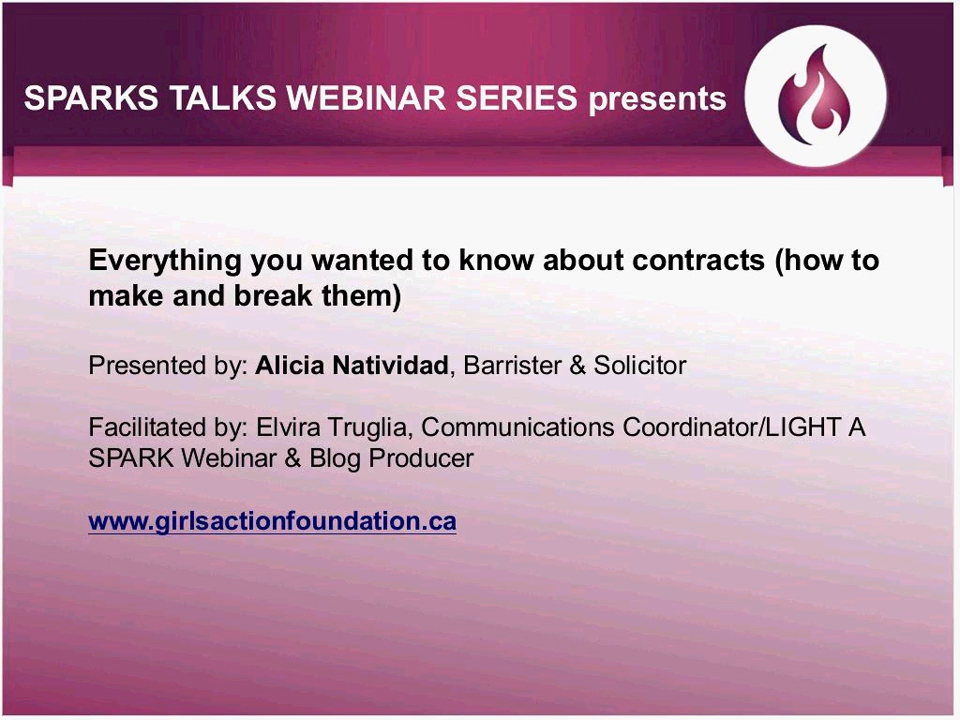 SPARKS TALKS WEBINAR SERIES presents
Everything you wanted to know about contracts (how to
make and break them)
Presented by: Alicia Natividad, Barrister & Solicitor
Facilitated by: Elvira Truglia, Communications Coordinator/LIGHT A
SPARK Webinar & Blog Producer
www.girlsactionfoundation.ca